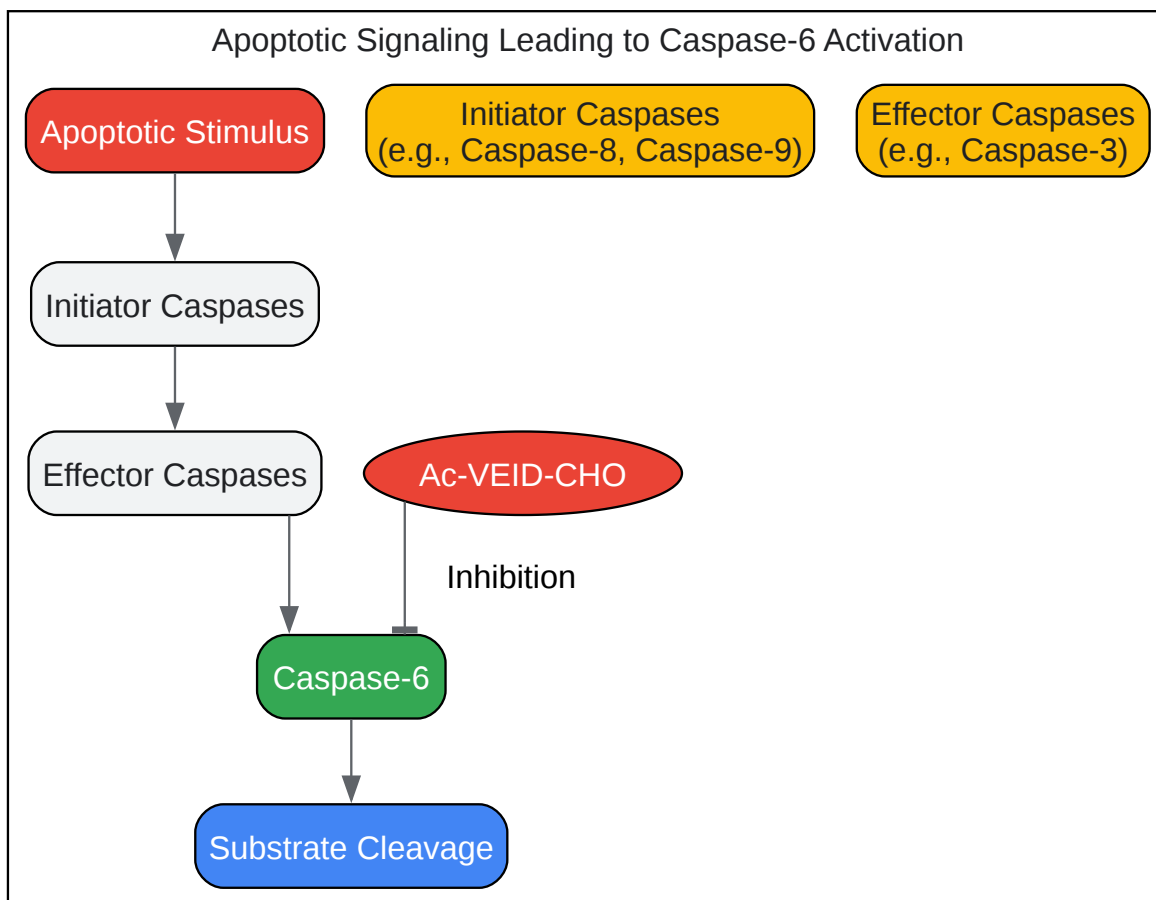 Apoptotic Signaling Leading to Caspase-6 Activation
Apoptotic Stimulus
Initiator Caspases
(e.g., Caspase-8, Caspase-9)
Effector Caspases
(e.g., Caspase-3)
Initiator Caspases
Effector Caspases
Ac-VEID-CHO
Inhibition
Caspase-6
Substrate Cleavage